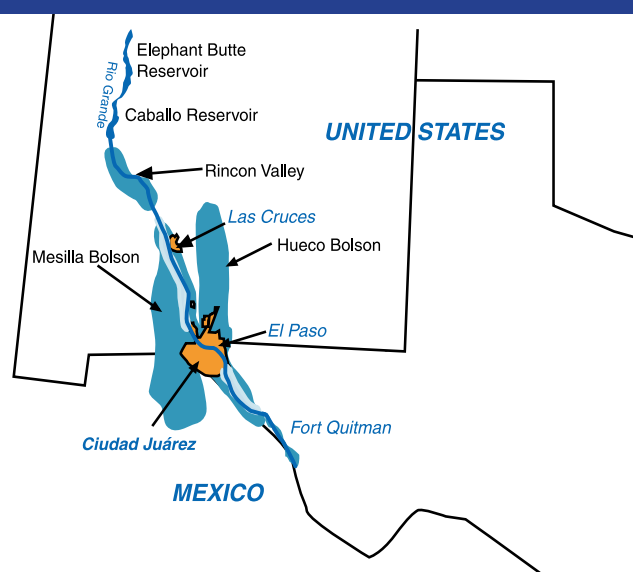 Elephant Butte
Reservoir
Rio Grande
Caballo Reservoir
UNITED STATES
Rincon Valley
Las Cruces
Hueco Bolson
Mesilla Bolson
El Paso
Fort Quitman
Ciudad Juárez
MEXICO